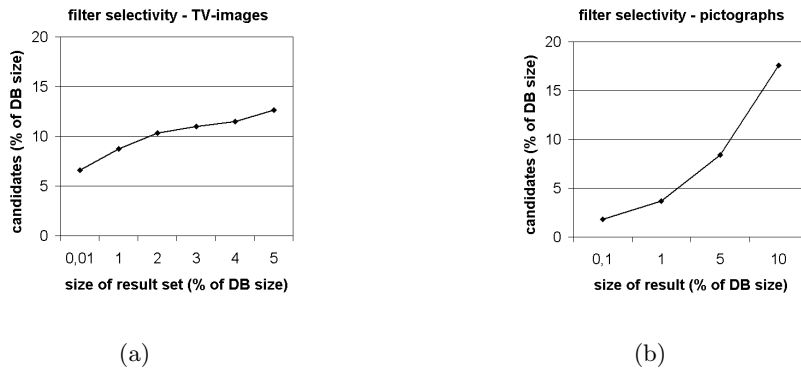 filter selectivity - TV-images
candidates (% of DB size)
20
15
10
5
0
0,01 1 2 3 4 5
size of result set (% of DB size)
(a)
filter selectivity - pictographs
candidates (% of DB size)
20
15
10
5
0
0,1 1 5 10
size of result (% of DB size)
(b)